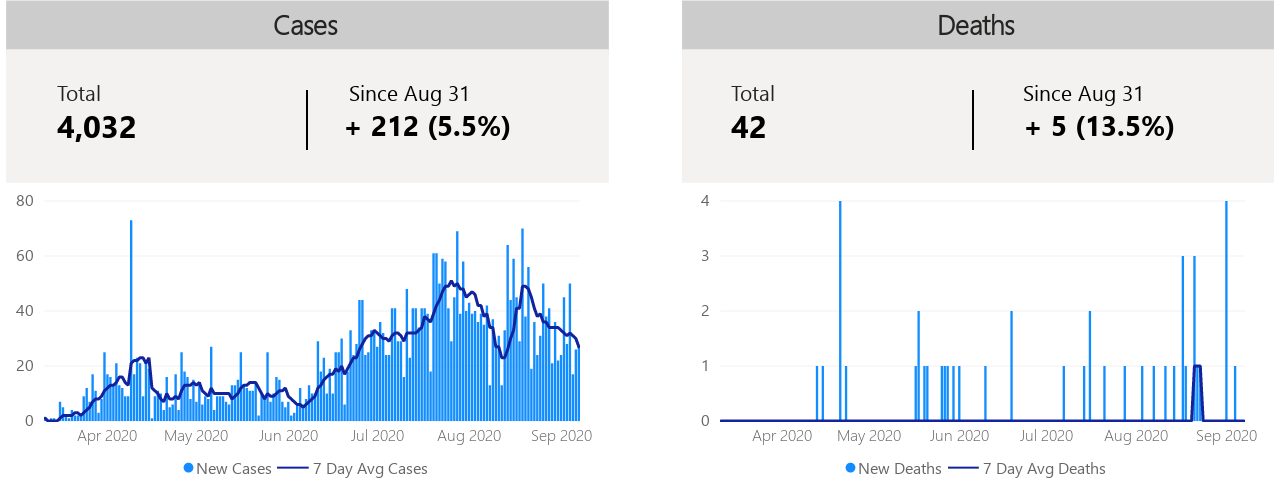 Cases
Total
Since Aug 31
4,032
+ 212 (5.5%)
80
60
40
20
0
Apr 2020 May 2020 Jun 2020 Jul 2020 Aug 2020 Sep 2020
New Cases 7 Day Avg Cases
Deaths
Total
Since Aug 31
42
+ 5 (13.5%)
4
3
2
1
0
Apr 2020 May 2020 Jun 2020 Jul 2020 Aug 2020 Sep 2020
New Deaths 7 Day Avg Deaths